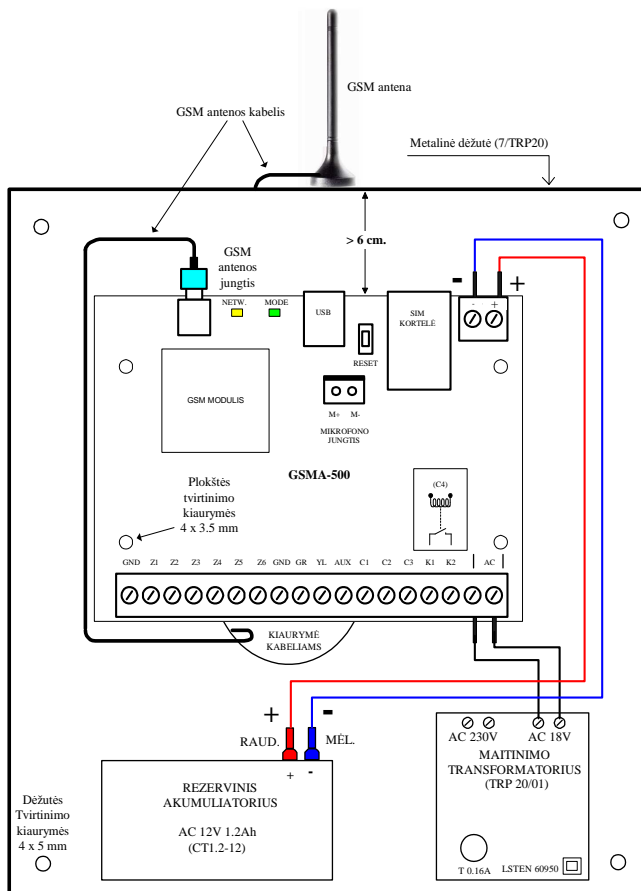 GSM antena
GSM antenos kabelis
Metalinė dėžutė (7/TRP20)
> 6 cm.
GSM
antenos
jungtis
- +
- +
NETW. MODE
USB
SIM
KORTELĖ
RESET
GSM MODULIS
M+ M-
MIKROFONO
JUNGTIS
GSMA-500
Plokštės
tvirtinimo
kiaurymės
4 x 3.5 mm
(C4)
GND Z1 Z2 Z3 Z4 Z5 Z6 GND GR YL AUX C1 C2 C3 K1 K2 | AC |
KIAURYMĖ
KABELIAMS
+ -
RAUD. MĖL.
+ -
AC 230V AC 18V
MAITINIMO
TRANSFORMATORIUS
(TRP 20/01)
REZERVINIS
AKUMULIATORIUS
AC 12V 1.2Ah
(CT1.2-12)
Dėžutės
Tvirtinimo
kiaurymės
4 x 5 mm
T 0.16A LSTEN 60950